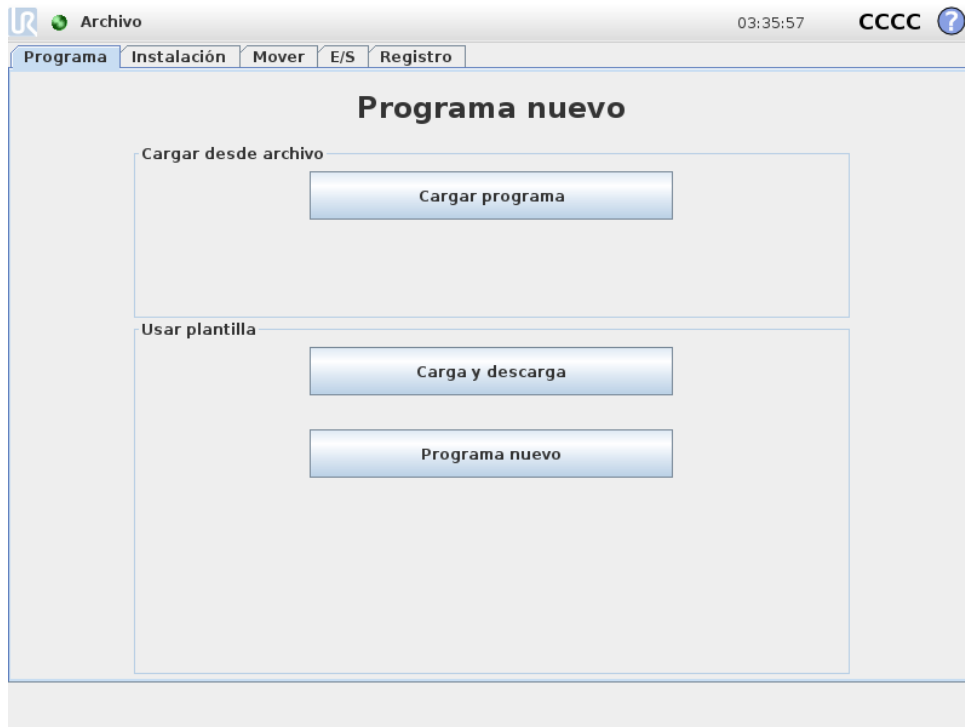 UR Archivo 03:35:57 CCCC ?
Programa Instalación Mover E/S Registro
Programa nuevo
Cargar desde archivo
Cargar programa
Usar plantilla
Carga y descarga
Programa nuevo